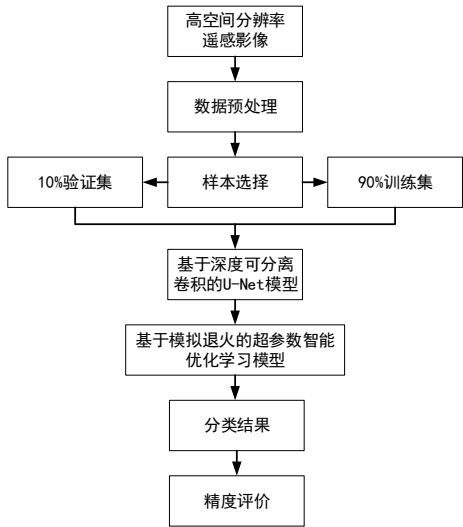 高空间分辨率
遥感影像
数据预处理
10%验证集
样本选择
90%训练集
基于深度可分离
卷积的U-Net模型
基于模拟退火的超参数智能
优化学习模型
分类结果
精度评价